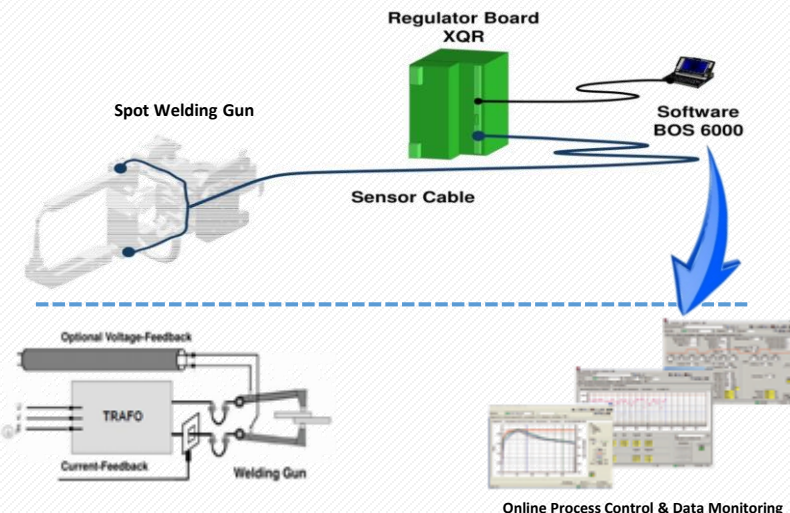 Regulator Board
XQR
Spot Welding Gun
Software
BOS 6000
Sensor Cable
Optional Voltage-Feedback
TRAFO
Current-Feedback
Welding Gun
Online Process Control & Data Monitoring